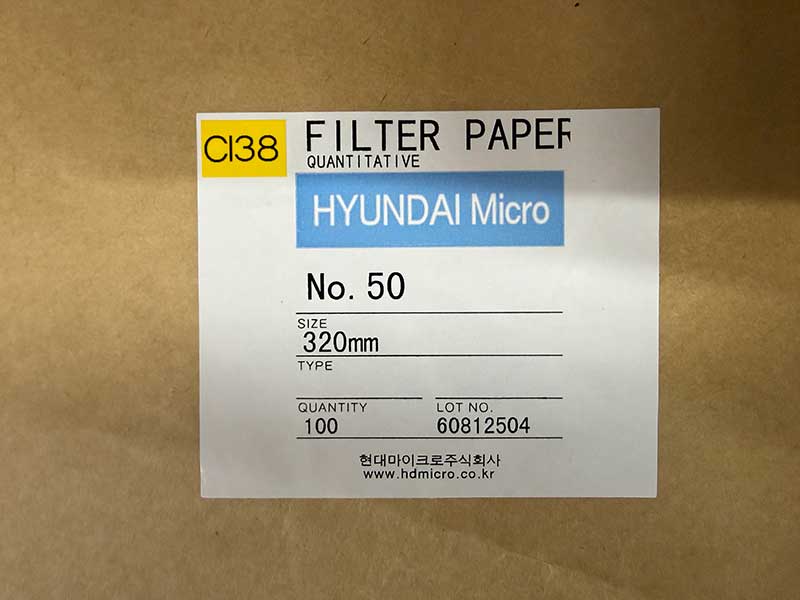 CI38
FILTER PAPER
QUANTITATIVE
HYUNDAI Micro
No. 50
SIZE
320mm
TYPE
QUANTITY
100
LOT NO.
60812504
현대마이크로주식회사
www.hdmicro.co.kr